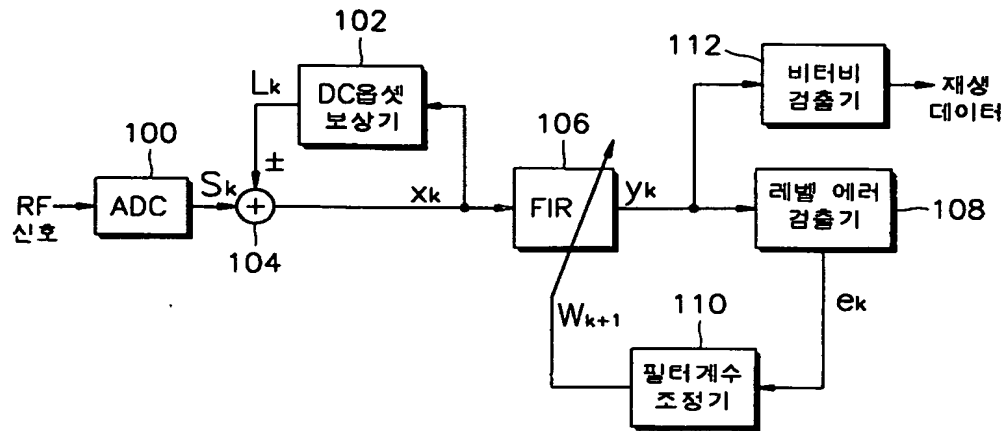 102
112
Lk
DC옵셋
보상기
비터비
검출기
재생
데이터
100
±
106
Sk
RF
신호
ADC
+
104
xk
FIR
yk
레벨 에러
검출기
108
Wk+1
110
ek
필터계수
조정기